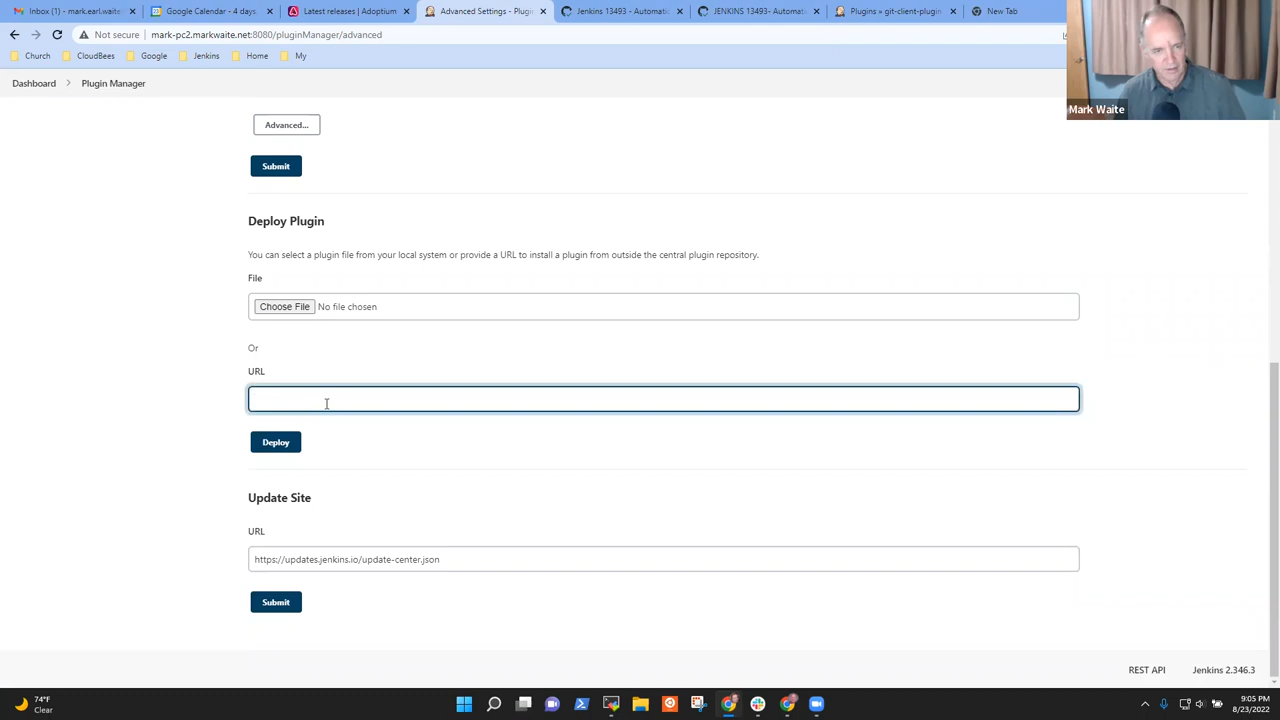 Inbox - mark.earl.waite
Google Calendar - 4 days
Latest releases | Adoptium
Advanced Settings - Plugin
Jenkins 13493 - Automatic
JENKINS 13493- Automatic
Plugins » git-client-plugin
New Tab
Not secure mark-pc2.markwaite.net:8080/pluginManager/advanced
Church CloudBees Google Jenkins Home My
Dashboard Plugin Manager
Mark Waite
Advanced...
Submit
Deploy Plugin
You can select a plugin file from your local system or provide a URL to install a plugin from outside the central plugin repository.
File
Choose File No file chosen
Or
URL
Deploy
Update Site
URL
https://updates.jenkins.io/update-center.json
Submit
REST API Jenkins 2.346.3
74°F
Clear
9:05 PM
8/23/2022